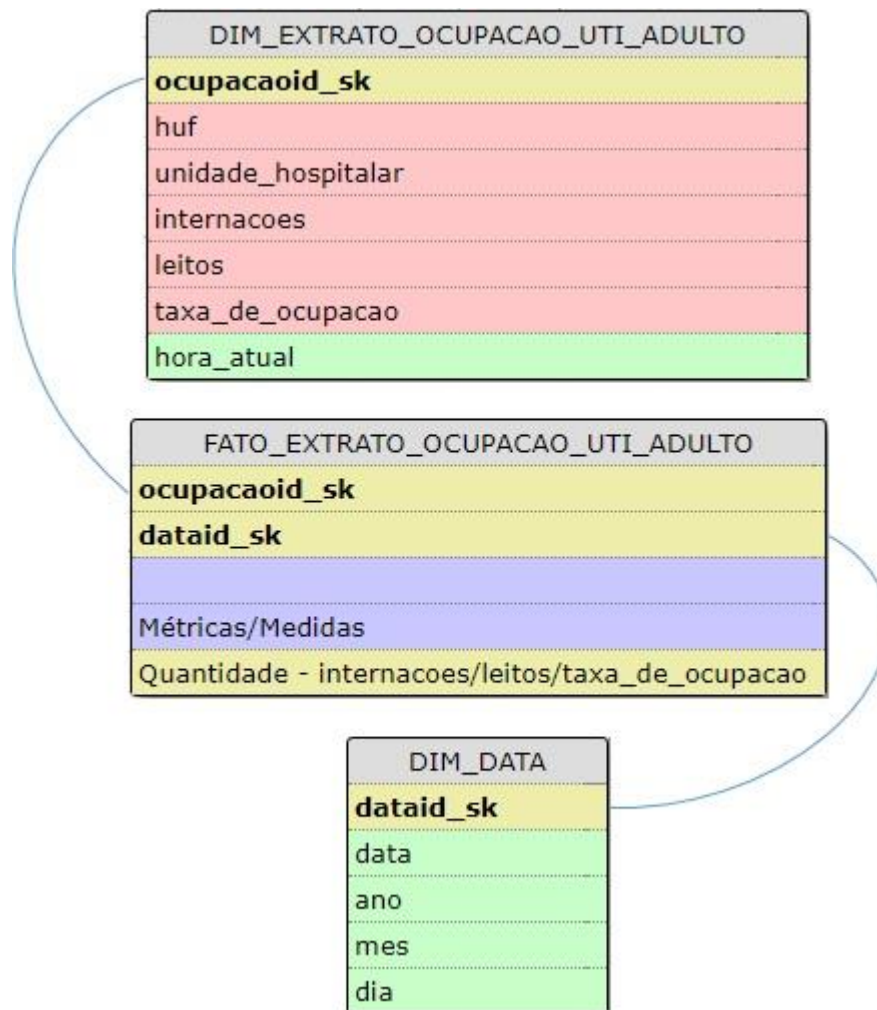 DIM_EXTRATO_OCUPACAO_UTI_ADULTO
ocupacaoid_sk
huf
unidade_hospitalar
internacoes
leitos
taxa_de_ocupacao
hora_atual
FATO_EXTRATO_OCUPACAO_UTI_ADULTO
ocupacaoid_sk
dataid_sk
Métricas/Medidas
Quantidade - internacoes/leitos/taxa_de_ocupacao
DIM_DATA
dataid_sk
data
ano
mes
dia